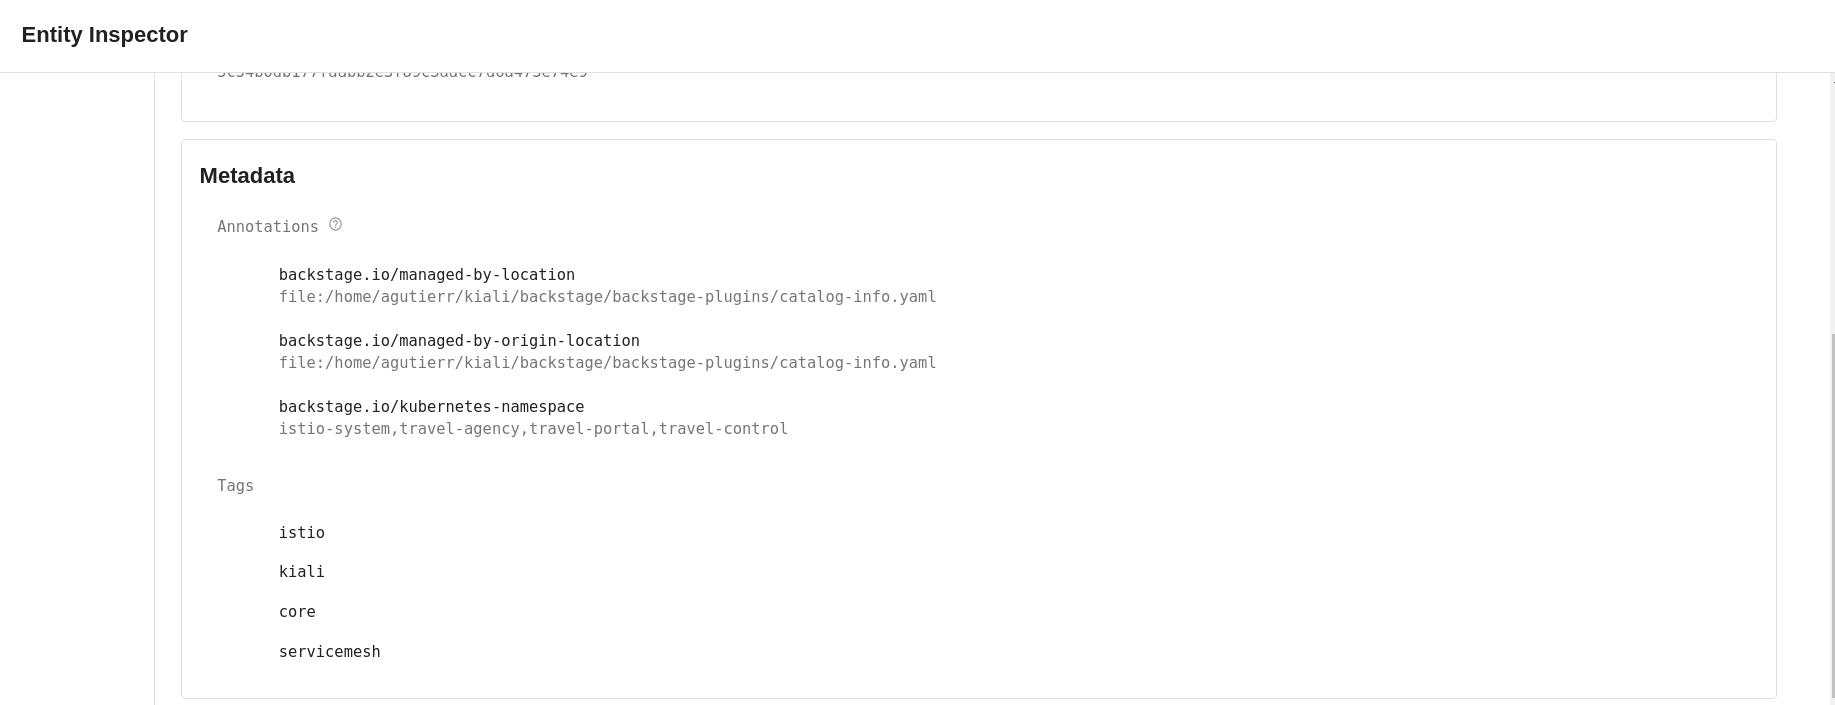 Entity Inspector
Metadata
Annotations
backstage.io/managed-by-location
file:/home/agutierr/kiali/backstage/backstage-plugins/catalog-info.yaml
backstage.io/managed-by-origin-location
file:/home/agutierr/kiali/backstage/backstage-plugins/catalog-info.yaml
backstage.io/kubernetes-namespace
istio-system,travel-agency,travel-portal,travel-control
Tags
istio
kiali
core
servicemesh